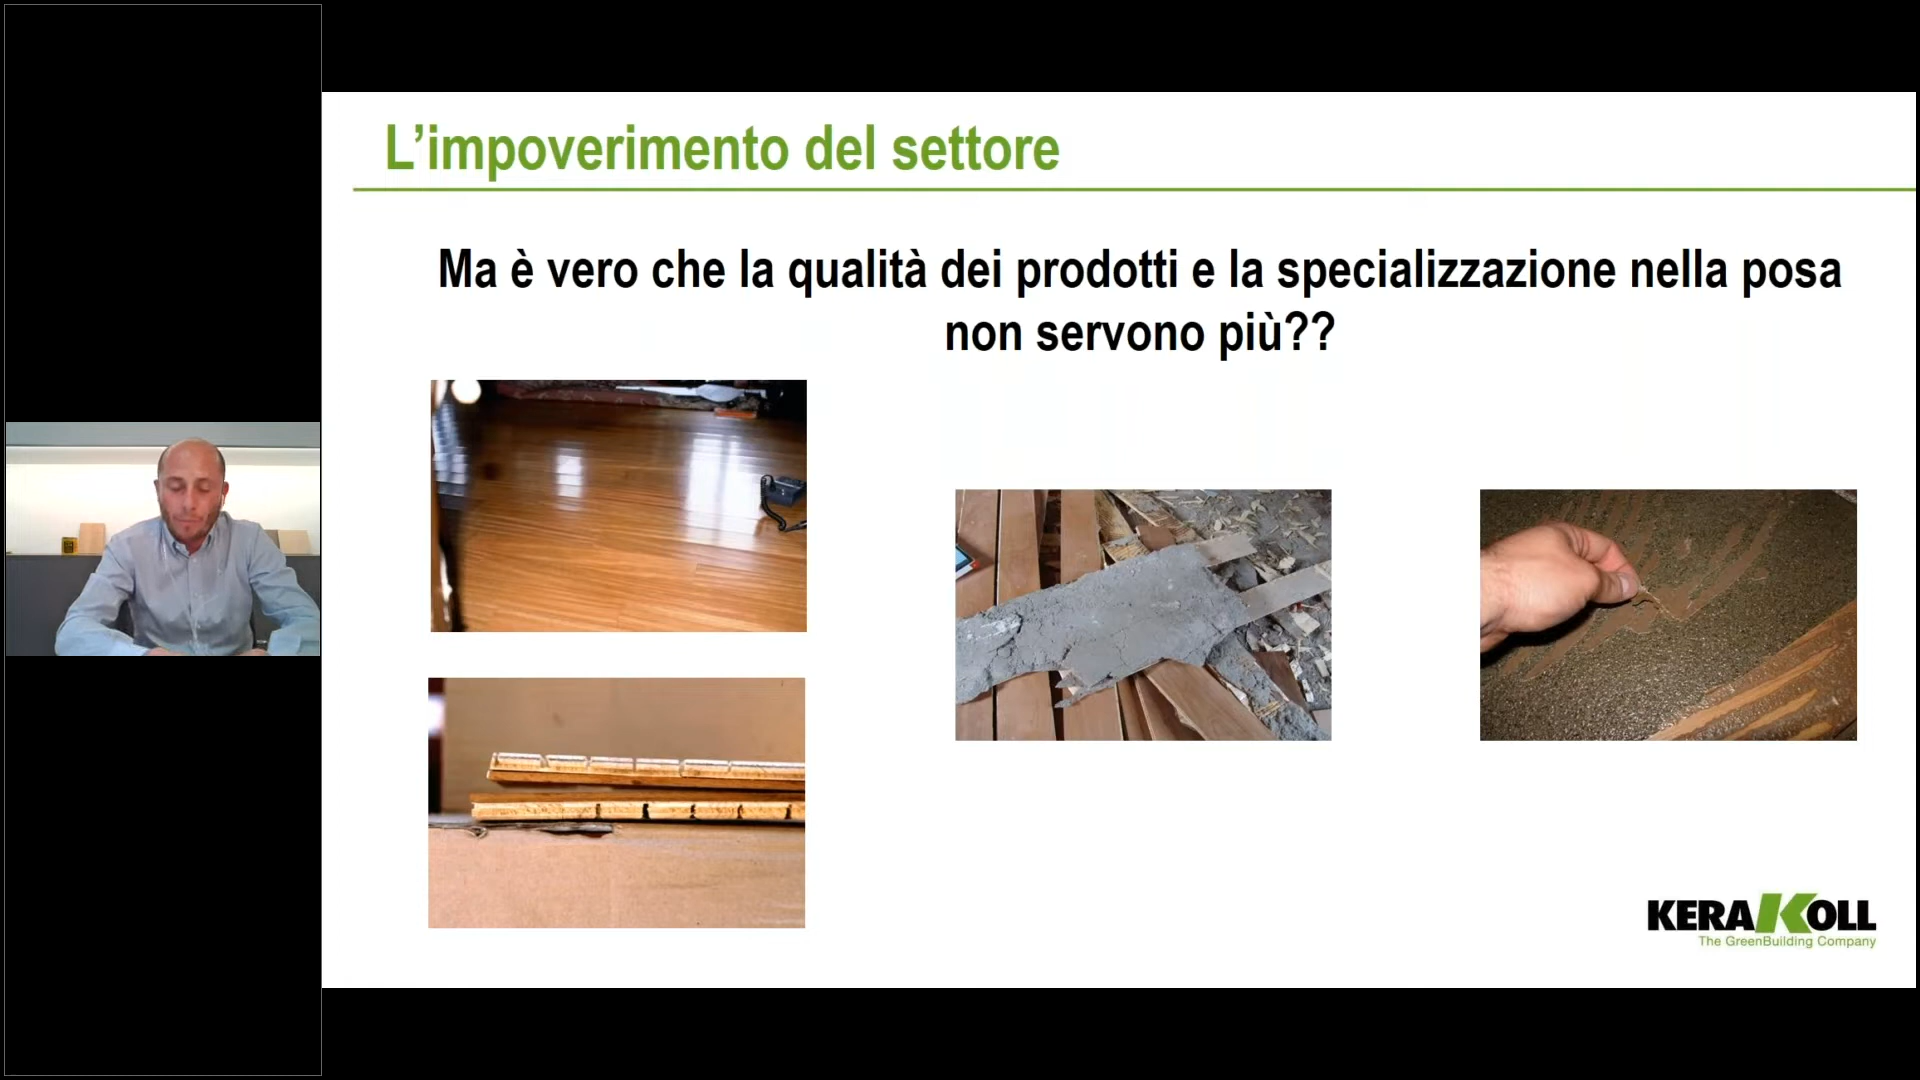 L’impoverimento del settore
Ma è vero che la qualità dei prodotti e la specializzazione nella posa
non servono più??
KERAKOLL
The GreenBuilding Company